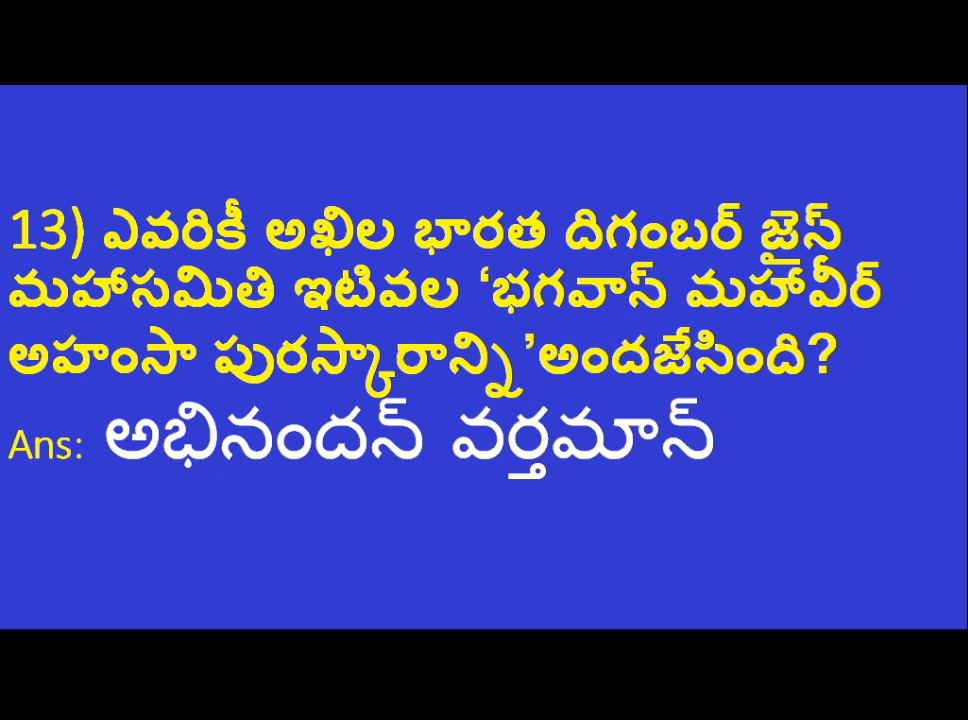 13) ఎవరికీ అఖిల భారత దిగంబర్ జైన్
మహాసమితి ఇటివల ‘భగవాన్ మహావీర్
అహంసా పురస్కారాన్ని ’అందజేసింది?
Ans: అభినందన్ వర్తమాన్